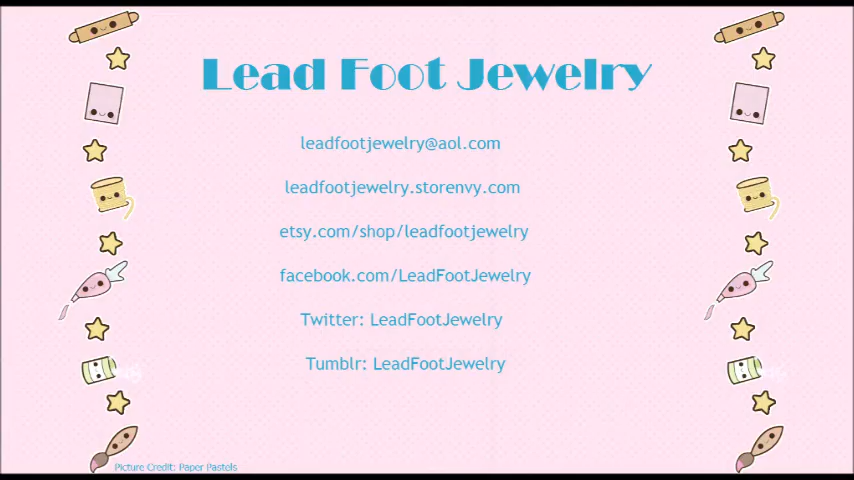 Lead Foot Jewelry
leadfootjewelry@aol.com
leadfootjewelry.storenvy.com
etsy.com/shop/leadfootjewelry
facebook.com/LeadFootJewelry
Twitter: LeadFootJewelry
Tumblr: LeadFootJewelry
Picture Credit: Paper Pastels